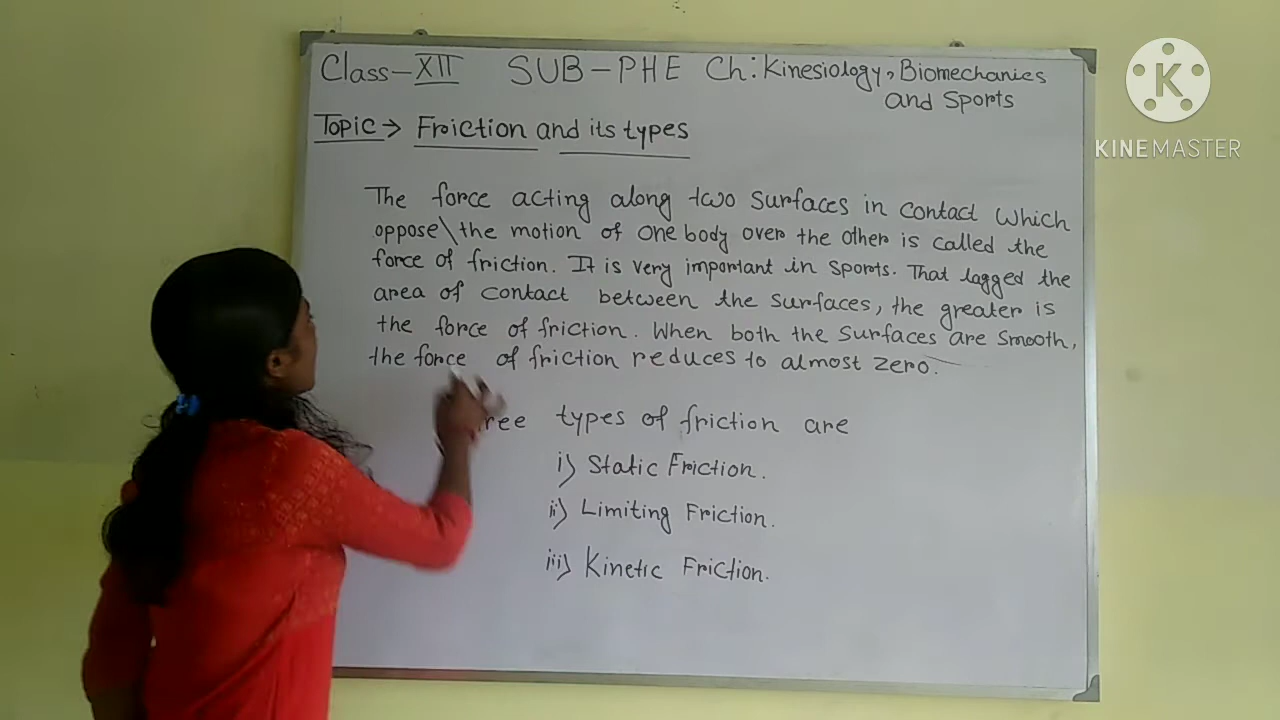 Class-XII SUB-PHE Ch: Kinesiology, Biomechanics
and Sports
K
KINEMASTER
Topic→ Friction and its types
The force acting along two surfaces in contact which
oppose\the motion of one body over the other is called the
force of friction. It is very important in sports. That lagged the
area of contact between the surfaces, the greater is
the force of friction. When both the surfaces are smooth,
the force of friction reduces to almost zero.
types of friction are
i) Static Friction.
ii) Limiting Friction.
iii) Kinetic Friction.